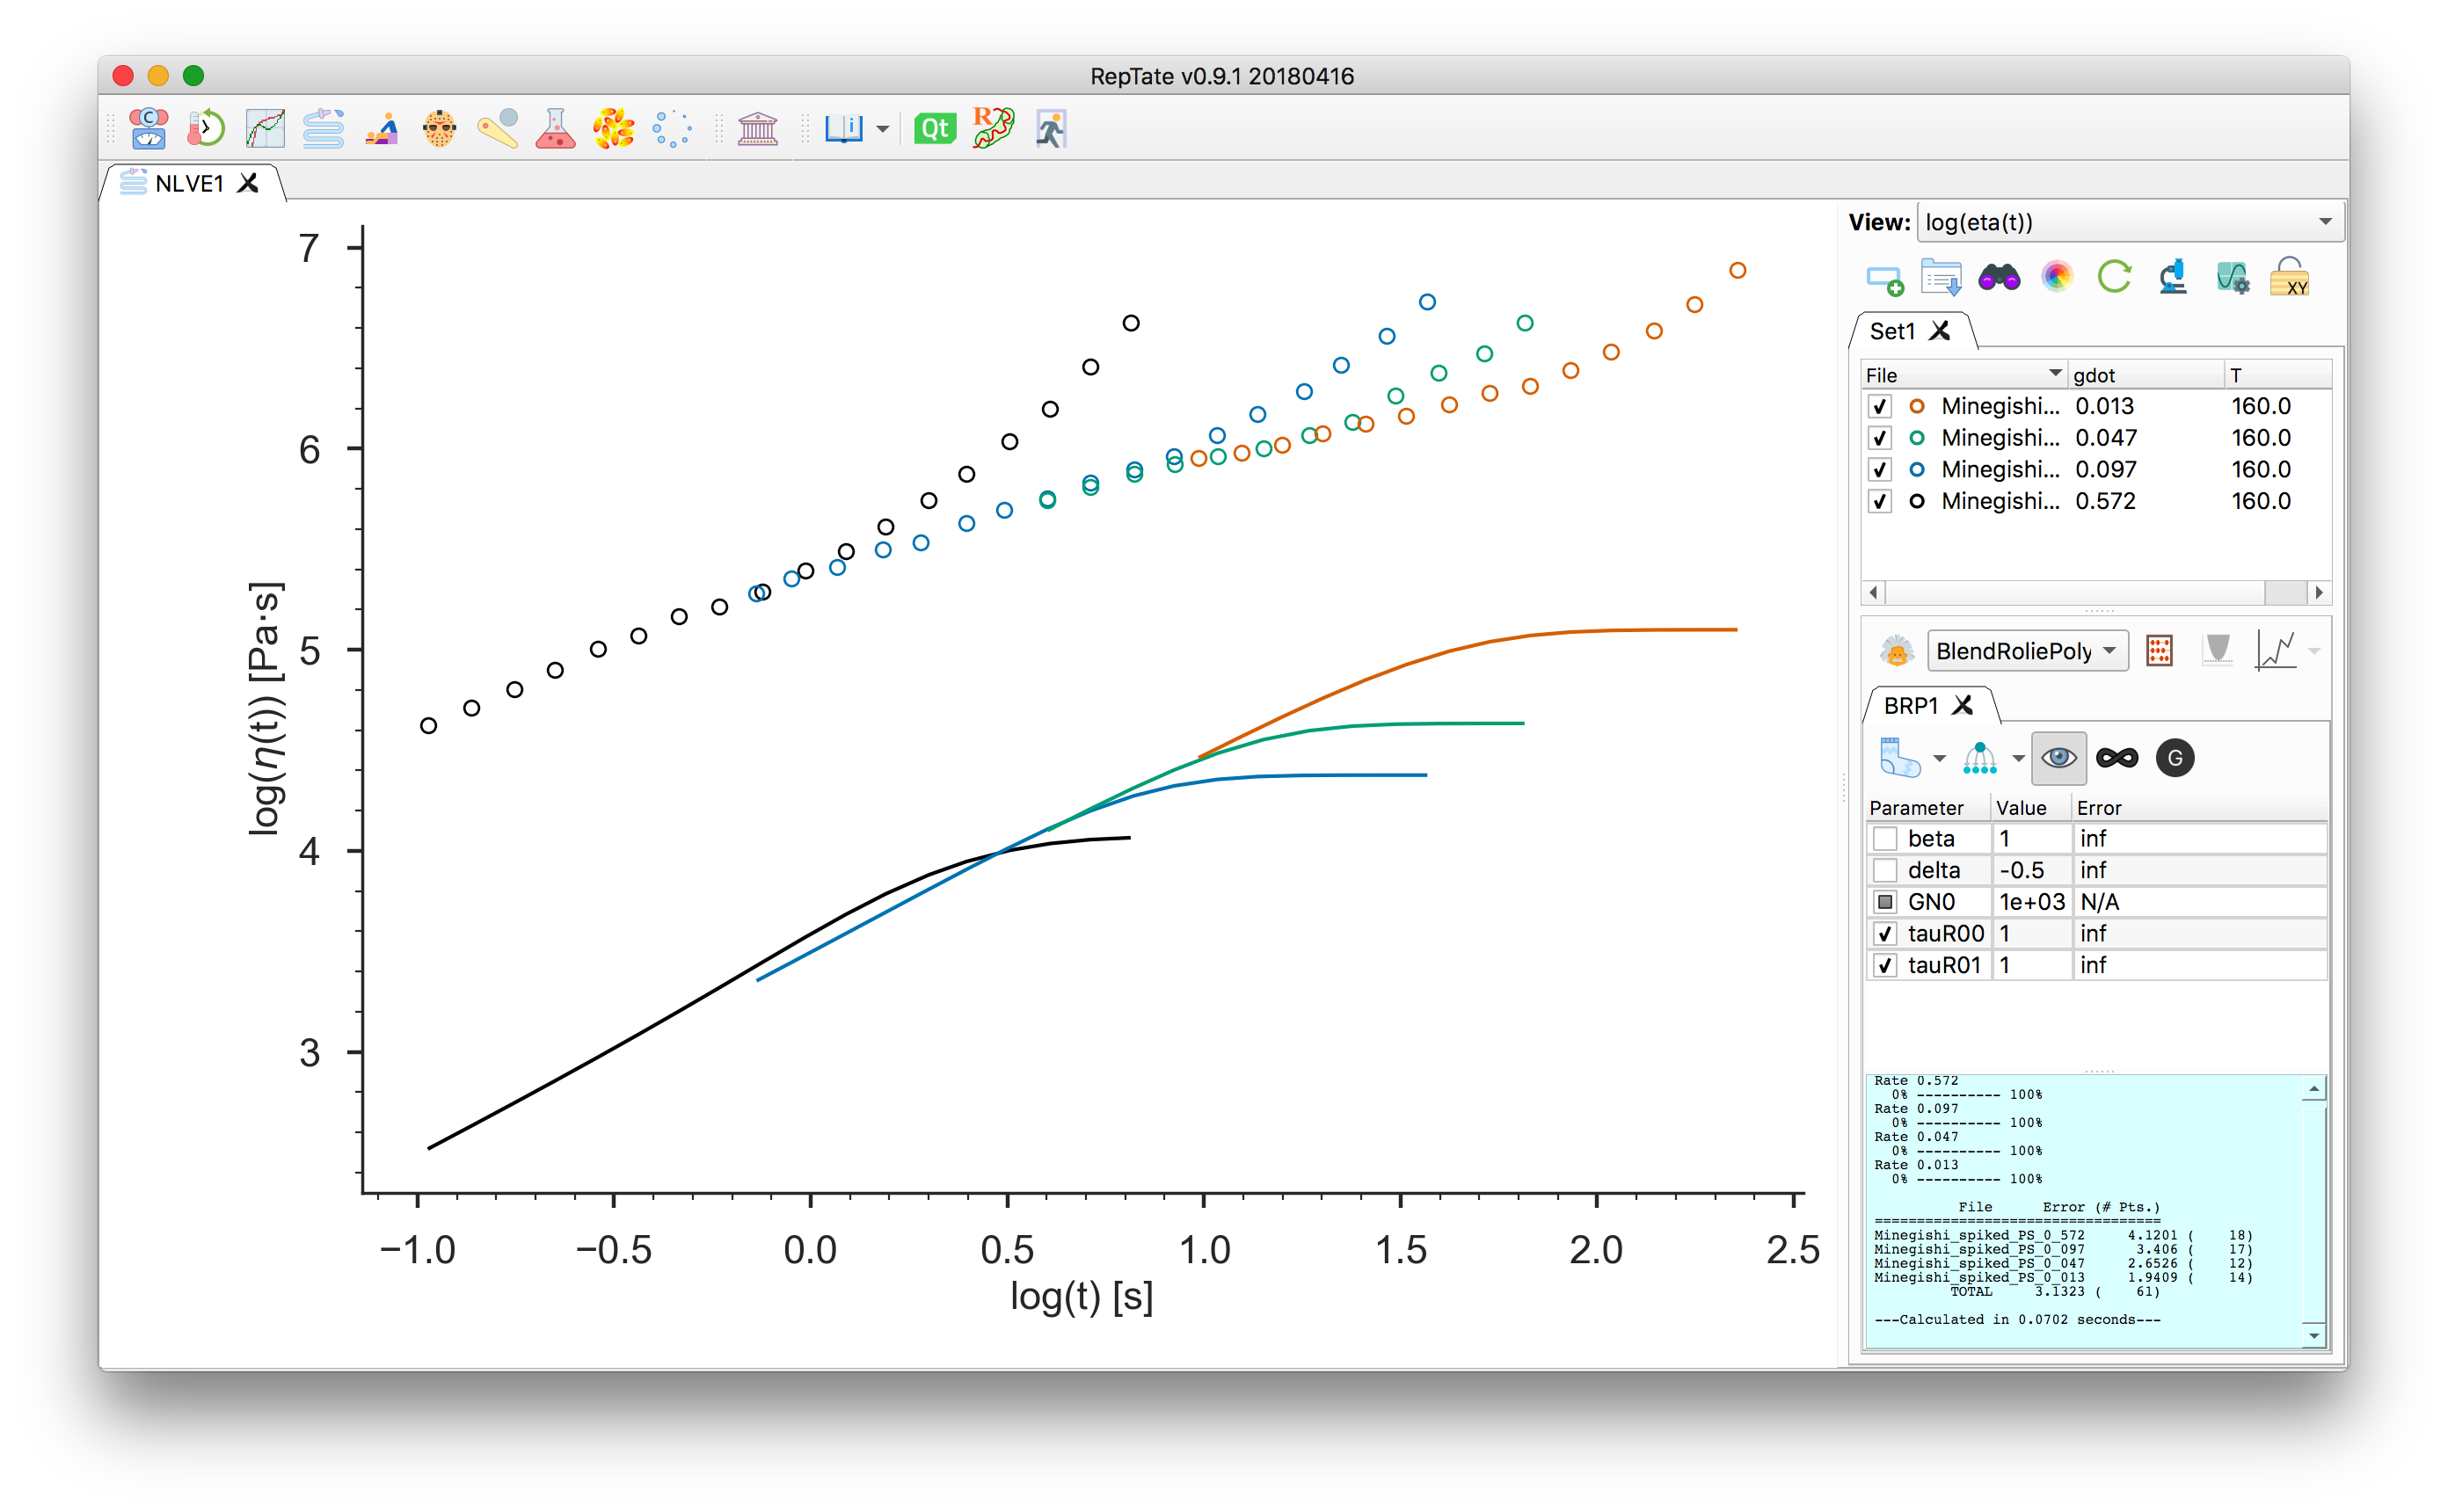 RepTate v0.9.1 20180416
C
i
Qt
R
NLVE1
View: log(eta(t))
XY
Set1
File gdot T
Minegishi... 0.013 160.0
Minegishi... 0.047 160.0
Minegishi... 0.097 160.0
Minegishi... 0.572 160.0
BlendRoliePoly
BRP1
G
Parameter Value Error
beta 1 inf
delta -0.5 inf
GN0 1e+03 N/A
tauR00 1 inf
tauR01 1 inf
Rate 0.572
0% ---------- 100%
Rate 0.097
0% ---------- 100%
Rate 0.047
0% ---------- 100%
Rate 0.013
0% ---------- 100%
File Error (# Pts.)
==================================
Minegishi_spiked_PS_0_572 4.1201 ( 18)
Minegishi_spiked_PS_0_097 3.406 ( 17)
Minegishi_spiked_PS_0_047 2.6526 ( 12)
Minegishi_spiked_PS_0_013 1.9409 ( 14)
TOTAL 3.1323 ( 61)
---Calculated in 0.0702 seconds---
7
6
5
4
3
log(η(t)) [Pa·s]
−1.0 −0.5 0.0 0.5 1.0 1.5 2.0 2.5
log(t) [s]